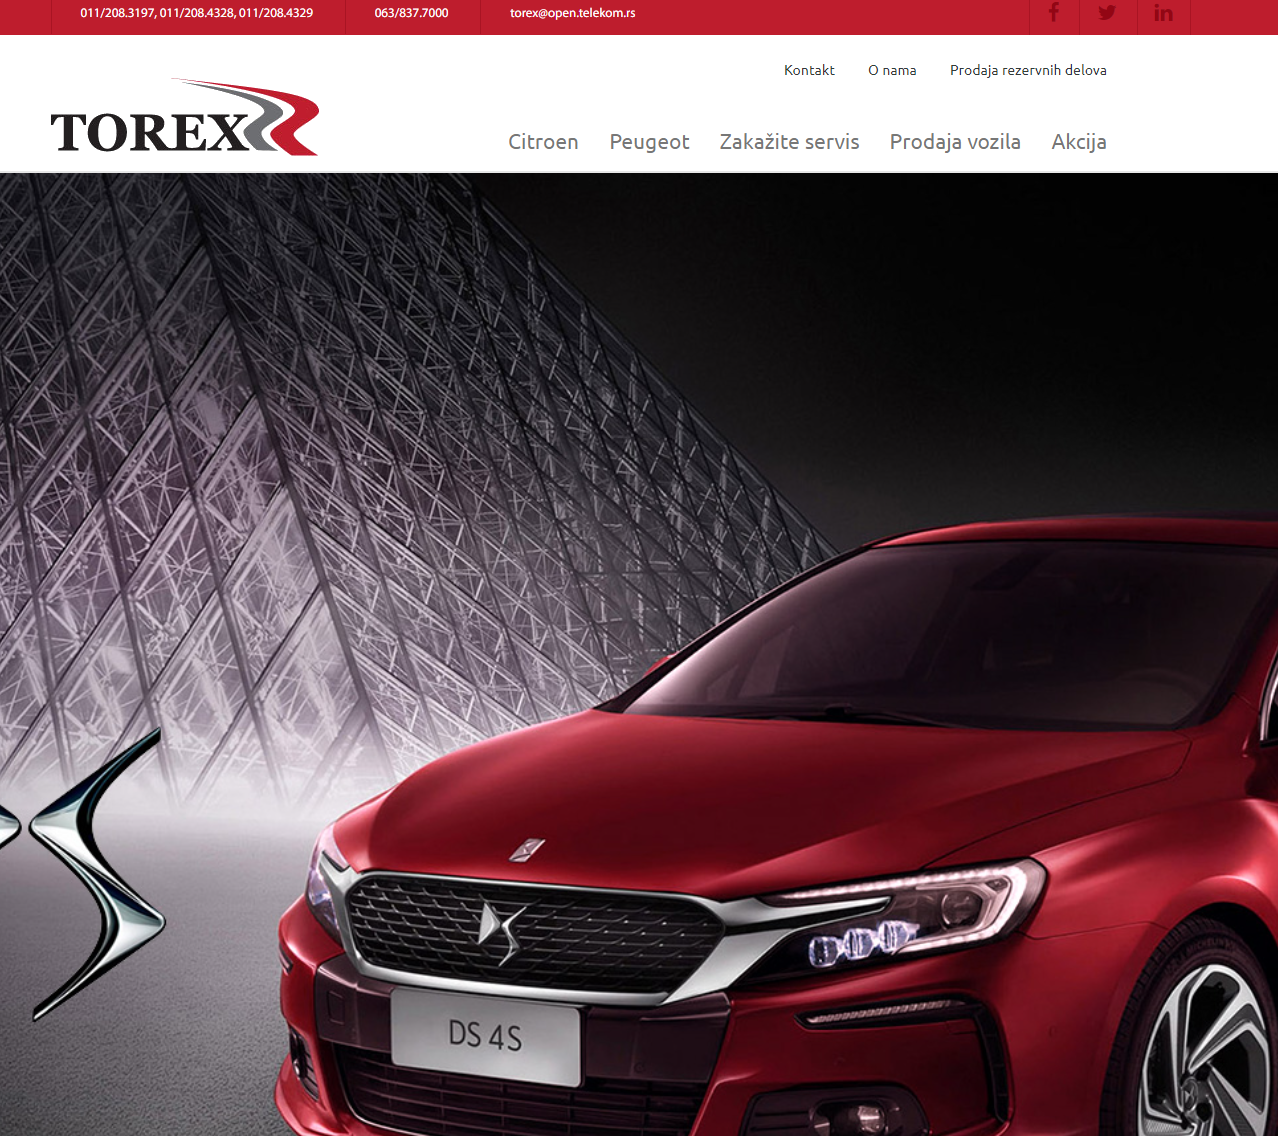 011/208.3197, 011/208.4328, 011/208.4329 063/837.7000 torex@open.telekom.rs
Kontakt O nama Prodaja rezervnih delova
TOREX
Citroen Peugeot Zakažite servis Prodaja vozila Akcija
DS 4S